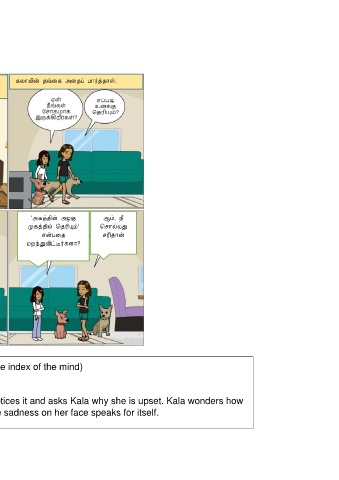 கலாவின் தங்கை அதைப் பார்த்தாள்.
ஏன்
நீங்கள்
சோகமாக
இருக்கிறீர்கள்?
எப்படி
உனக்கு
தெரியும்?
'அகத்தின் அழகு
முகத்தில் தெரியும்'
என்பதை
மறந்துவிட்டீர்களா?
ஆம், நீ
சொல்வது
சரிதான்
e index of the mind)
tices it and asks Kala why she is upset. Kala wonders how
e sadness on her face speaks for itself.